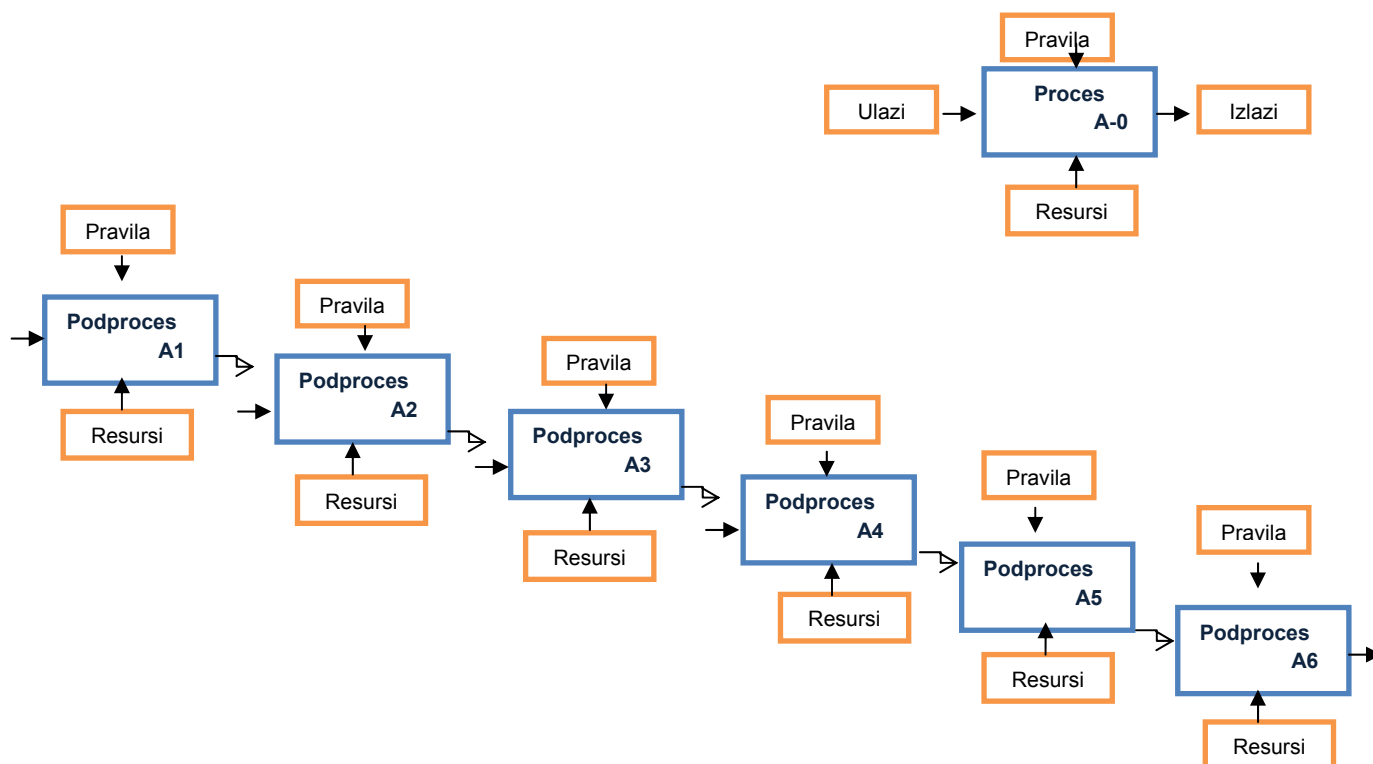 Pravila
Proces
A-0
Ulazi
Izlazi
Resursi
Pravila
Podproces
A1
Resursi
Pravila
Podproces
A2
Resursi
Pravila
Podproces
A3
Resursi
Pravila
Podproces
A4
Resursi
Pravila
Podproces
A5
Resursi
Pravila
Podproces
A6
Resursi